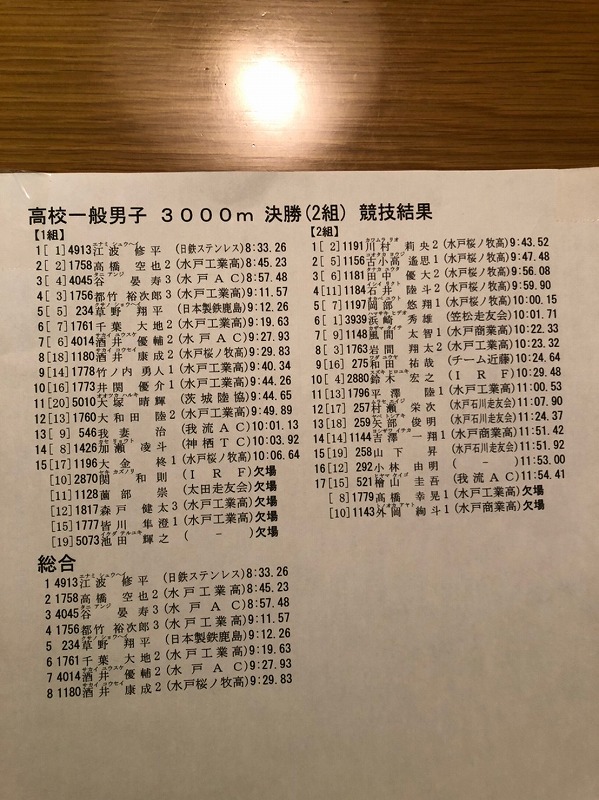 高校一般男子 3000m 決勝(2組) 競技結果
【1組】
1[ 1]4913江波 修平 (日鉄ステンレス)8:33.26
2[ 2]1758高橋 空也2(水戸工業高)8:45.23
3[ 4]4045谷 晏寿3(水戸AC)8:57.48
4[ 3]1756都竹 裕次郎3(水戸工業高)9:11.57
5[ 5] 234草野 翔平 (日本製鉄鹿島)9:12.26
6[ 7]1761千葉 大地2(水戸工業高)9:19.63
7[ 6]4014酒井 優輔2(水戸AC)9:27.93
8[18]1180酒井 康成2(水戸桜ノ牧高)9:29.83
9[14]1778竹ノ内 勇人1(水戸工業高)9:40.34
10[16]1773井関 優介1(水戸工業高)9:44.26
11[20]5010大塚 晴輝 (茨城陸協)9:44.65
12[13]1760大和田 陸2(水戸工業高)9:49.89
13[ 9] 546我妻 治 (我流AC)10:01.13
14[ 8]1426加瀬 凌斗 (神栖TC)10:03.92
15[17]1196大金 終1(水戸桜ノ牧高)10:06.64
[10]2870関 和則 (IRF)欠場
[11]1128薗部 崇 (太田走友会)欠場
[12]1817森戸 健太3(水戸工業高)欠場
[15]1777皆川 隼澄1(水戸工業高)欠場
[19]5073池田 輝之 (-)欠場
【2組】
1[ 2]1191川村 莉央2(水戸桜ノ牧高)9:43.52
2[ 5]1156古小高 遙思1(水戸桜ノ牧高)9:47.48
3[ 6]1181田中 優大2(水戸桜ノ牧高)9:56.08
4[11]1184石井 陸斗2(水戸桜ノ牧高)9:59.90
5[ 7]1197岡部 悠翔1(水戸桜ノ牧高)10:00.15
6[ 1]3939浜崎 秀雄 (笠松走友会)10:01.71
7[ 9]1148風間 太智1(水戸商業高)10:22.33
8[ 3]1763岩間 翔太2(水戸工業高)10:23.32
9[16] 275和田 祐哉 (チーム近藤)10:24.64
10[ 4]2880鈴木 宏之 (IRF)10:29.48
11[13]1796平澤 陸1(水戸工業高)11:00.53
12[17] 257村瀬 栄次 (水戸石川走友会)11:07.90
13[18] 259矢部 俊明 (水戸石川走友会)11:24.37
14[14]1144吉澤 一翔1(水戸商業高)11:51.42
15[19] 258山下 昇 (水戸石川走友会)11:51.92
16[12] 292小林 由明 (-)11:53.00
17[15] 521檜山 圭吾 (我流AC)11:54.41
[ 8]1779高橋 幸晃1(水戸工業高)欠場
[10]1143外岡 絢斗1(水戸商業高)欠場
総合
1 4913江波 修平 (日鉄ステンレス)8:33.26
2 1758高橋 空也2(水戸工業高)8:45.23
3 4045谷 晏寿3(水戸AC)8:57.48
4 1756都竹 裕次郎3(水戸工業高)9:11.57
5 234草野 翔平 (日本製鉄鹿島)9:12.26
6 1761千葉 大地2(水戸工業高)9:19.63
7 4014酒井 優輔2(水戸AC)9:27.93
8 1180酒井 康成2(水戸桜ノ牧高)9:29.83